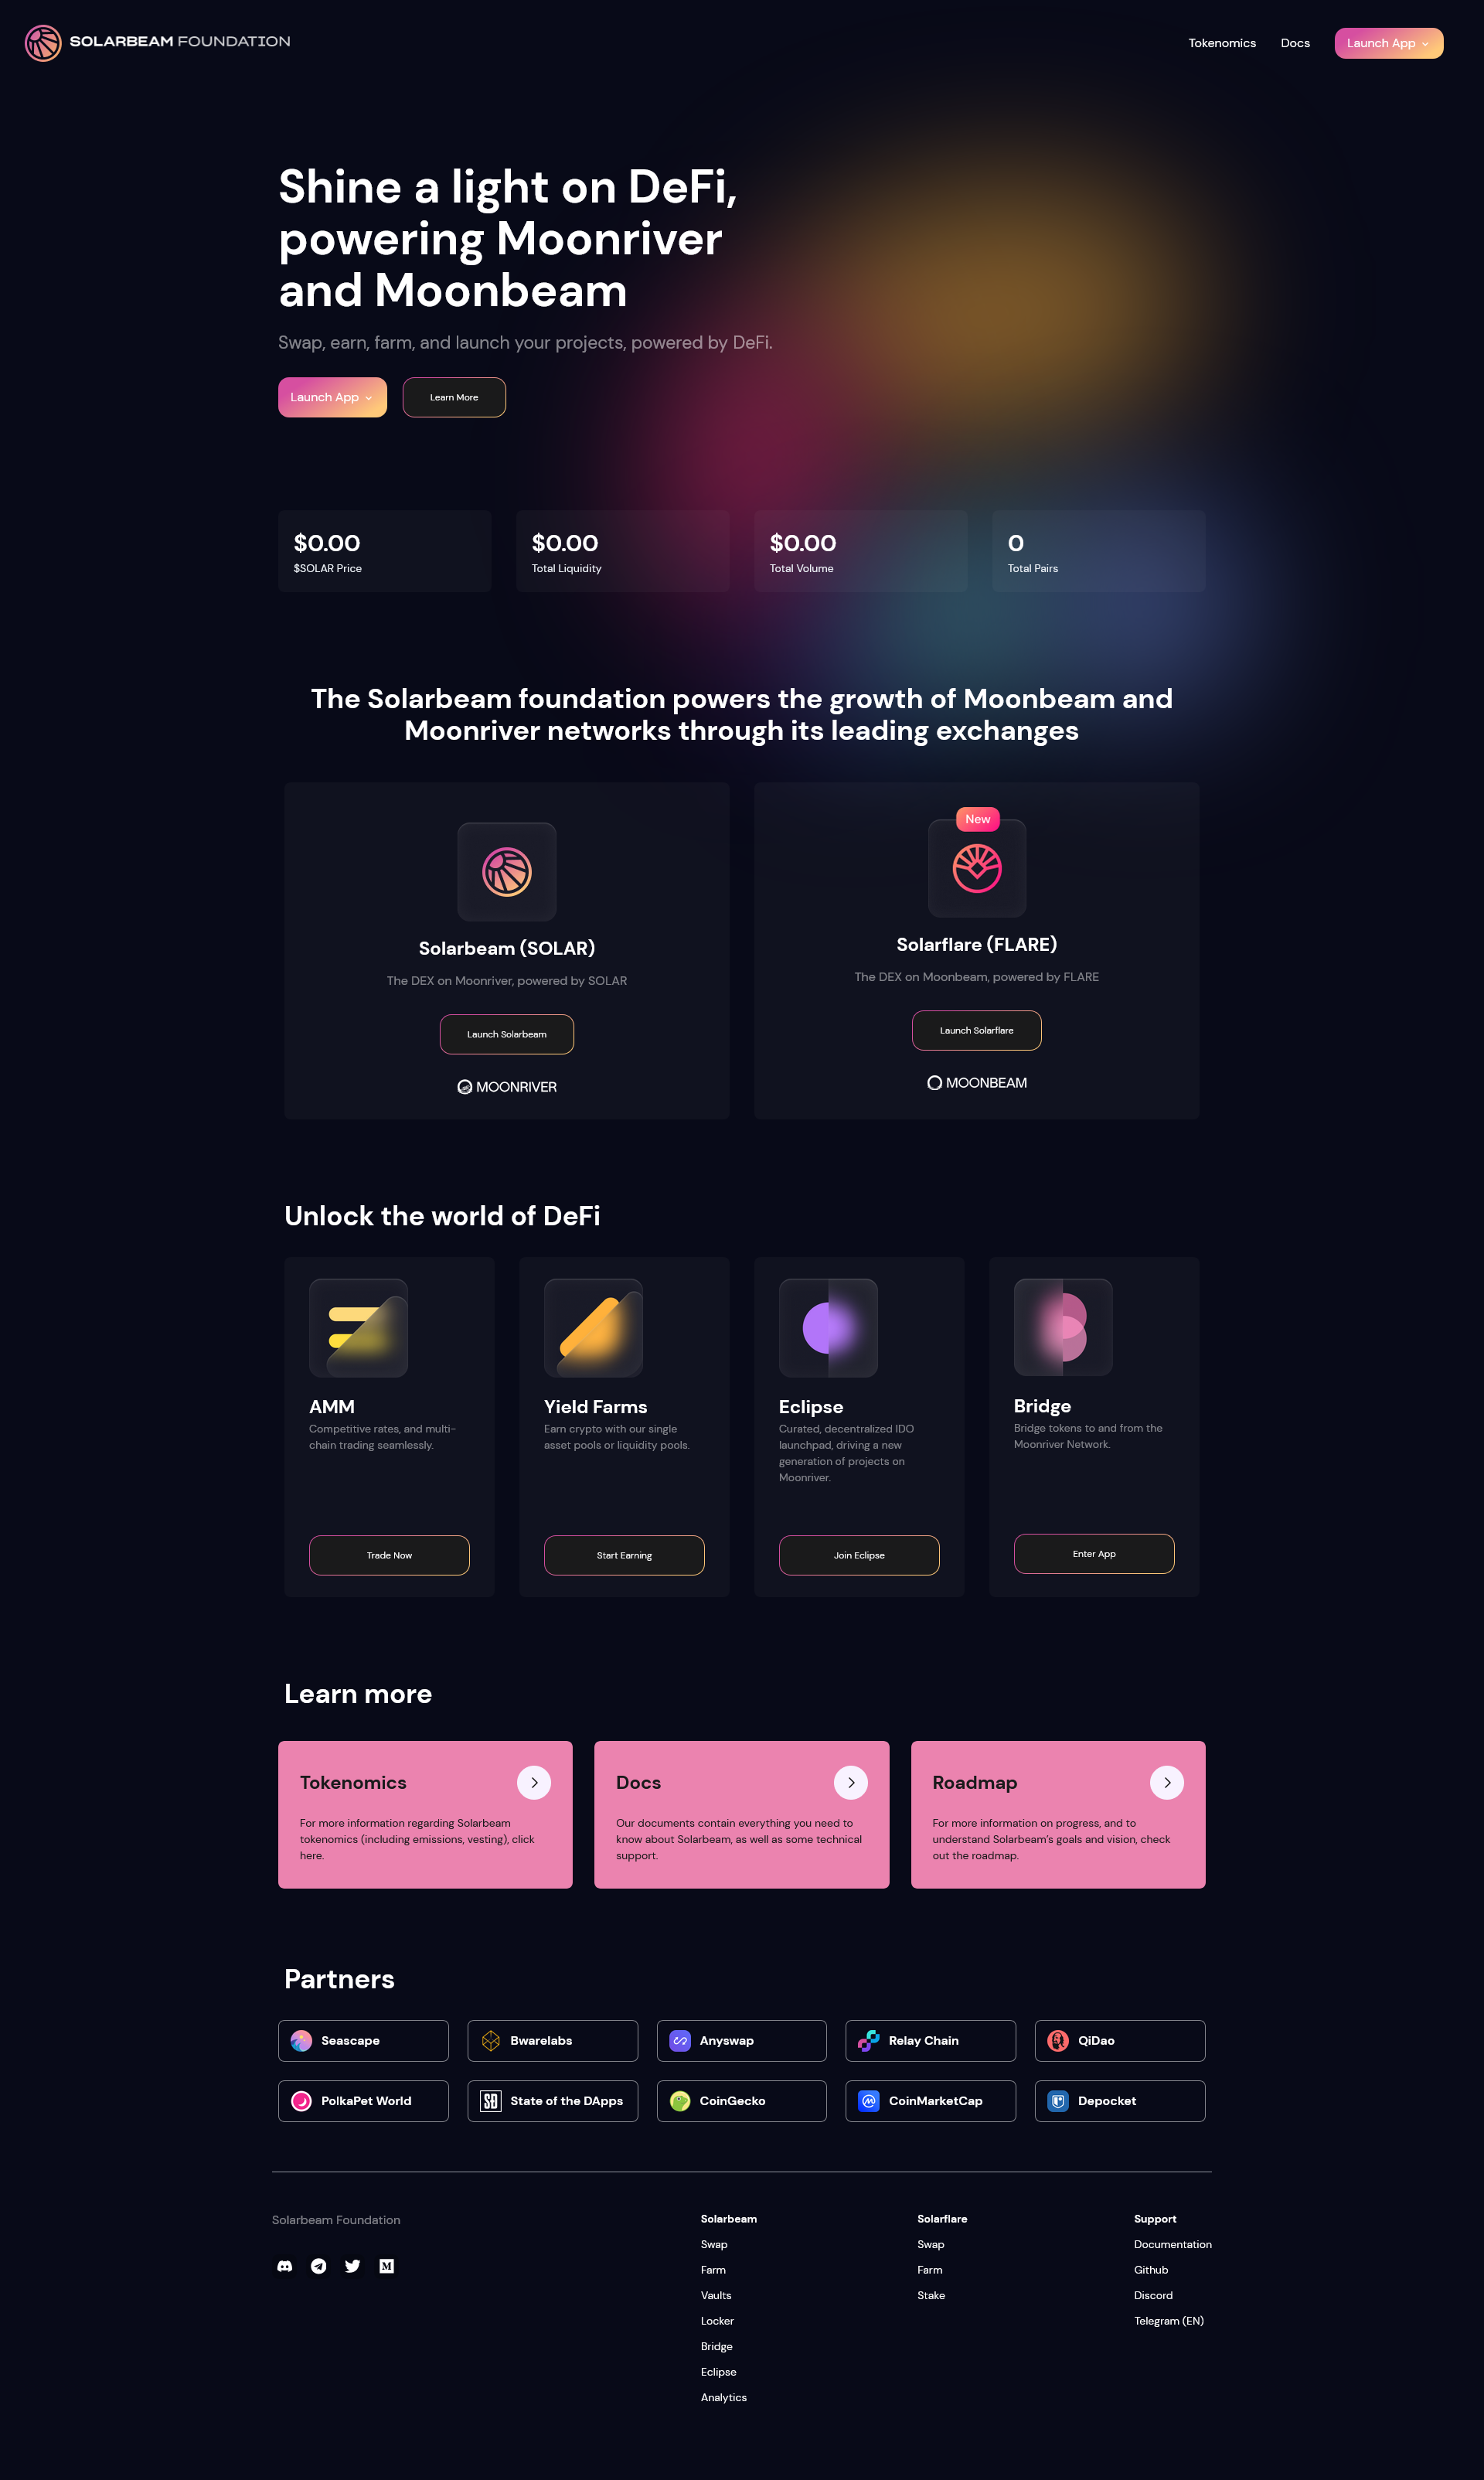 SOLARBEAM FOUNDATION
Tokenomics
Docs
Launch App
Shine a light on DeFi,
powering Moonriver
and Moonbeam
Swap, earn, farm, and launch your projects, powered by DeFi.
Launch App
Learn More
$0.00
$SOLAR Price
$0.00
Total Liquidity
$0.00
Total Volume
0
Total Pairs
The Solarbeam foundation powers the growth of Moonbeam and
Moonriver networks through its leading exchanges
Solarbeam (SOLAR)
The DEX on Moonriver, powered by SOLAR
Launch Solarbeam
MOONRIVER
New
Solarflare (FLARE)
The DEX on Moonbeam, powered by FLARE
Launch Solarflare
MOONBEAM
Unlock the world of DeFi
AMM
Competitive rates, and multi-
chain trading seamlessly.
Trade Now
Yield Farms
Earn crypto with our single
asset pools or liquidity pools.
Start Earning
Eclipse
Curated, decentralized IDO
launchpad, driving a new
generation of projects on
Moonriver.
Join Eclipse
Bridge
Bridge tokens to and from the
Moonriver Network.
Enter App
Learn more
Tokenomics
For more information regarding Solarbeam
tokenomics (including emissions, vesting), click
here.
Docs
Our documents contain everything you need to
know about Solarbeam, as well as some technical
support.
Roadmap
For more information on progress, and to
understand Solarbeam's goals and vision, check
out the roadmap.
Partners
Seascape
Bwarelabs
Anyswap
Relay Chain
QiDao
PolkaPet World
State of the DApps
CoinGecko
CoinMarketCap
Depocket
Solarbeam Foundation
Solarbeam
Swap
Farm
Vaults
Locker
Bridge
Eclipse
Analytics
Solarflare
Swap
Farm
Stake
Support
Documentation
Github
Discord
Telegram (EN)